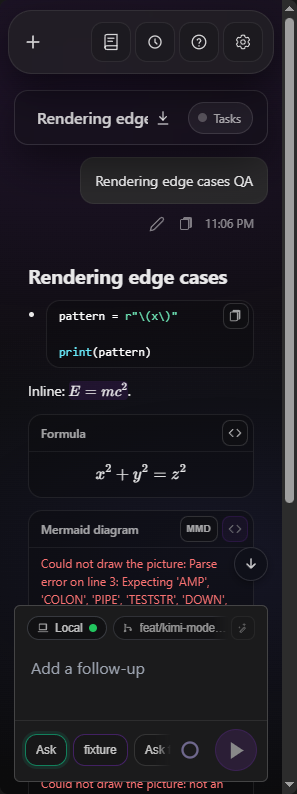 Rendering edge
Tasks
Rendering edge cases QA
11:06 PM
Rendering edge cases
pattern = r"\(x\)"
print(pattern)
Inline: E = mc².
Formula
x² + y² = z²
Mermaid diagram
MMD
Could not draw the picture: Parse
error on line 3: Expecting 'AMP',
'COLON', 'PIPE', 'TESTSTR', 'DOWN',
Local
feat/kimi-mode...
Add a follow-up
Ask
fixture
Ask
Could not draw the picture: not an